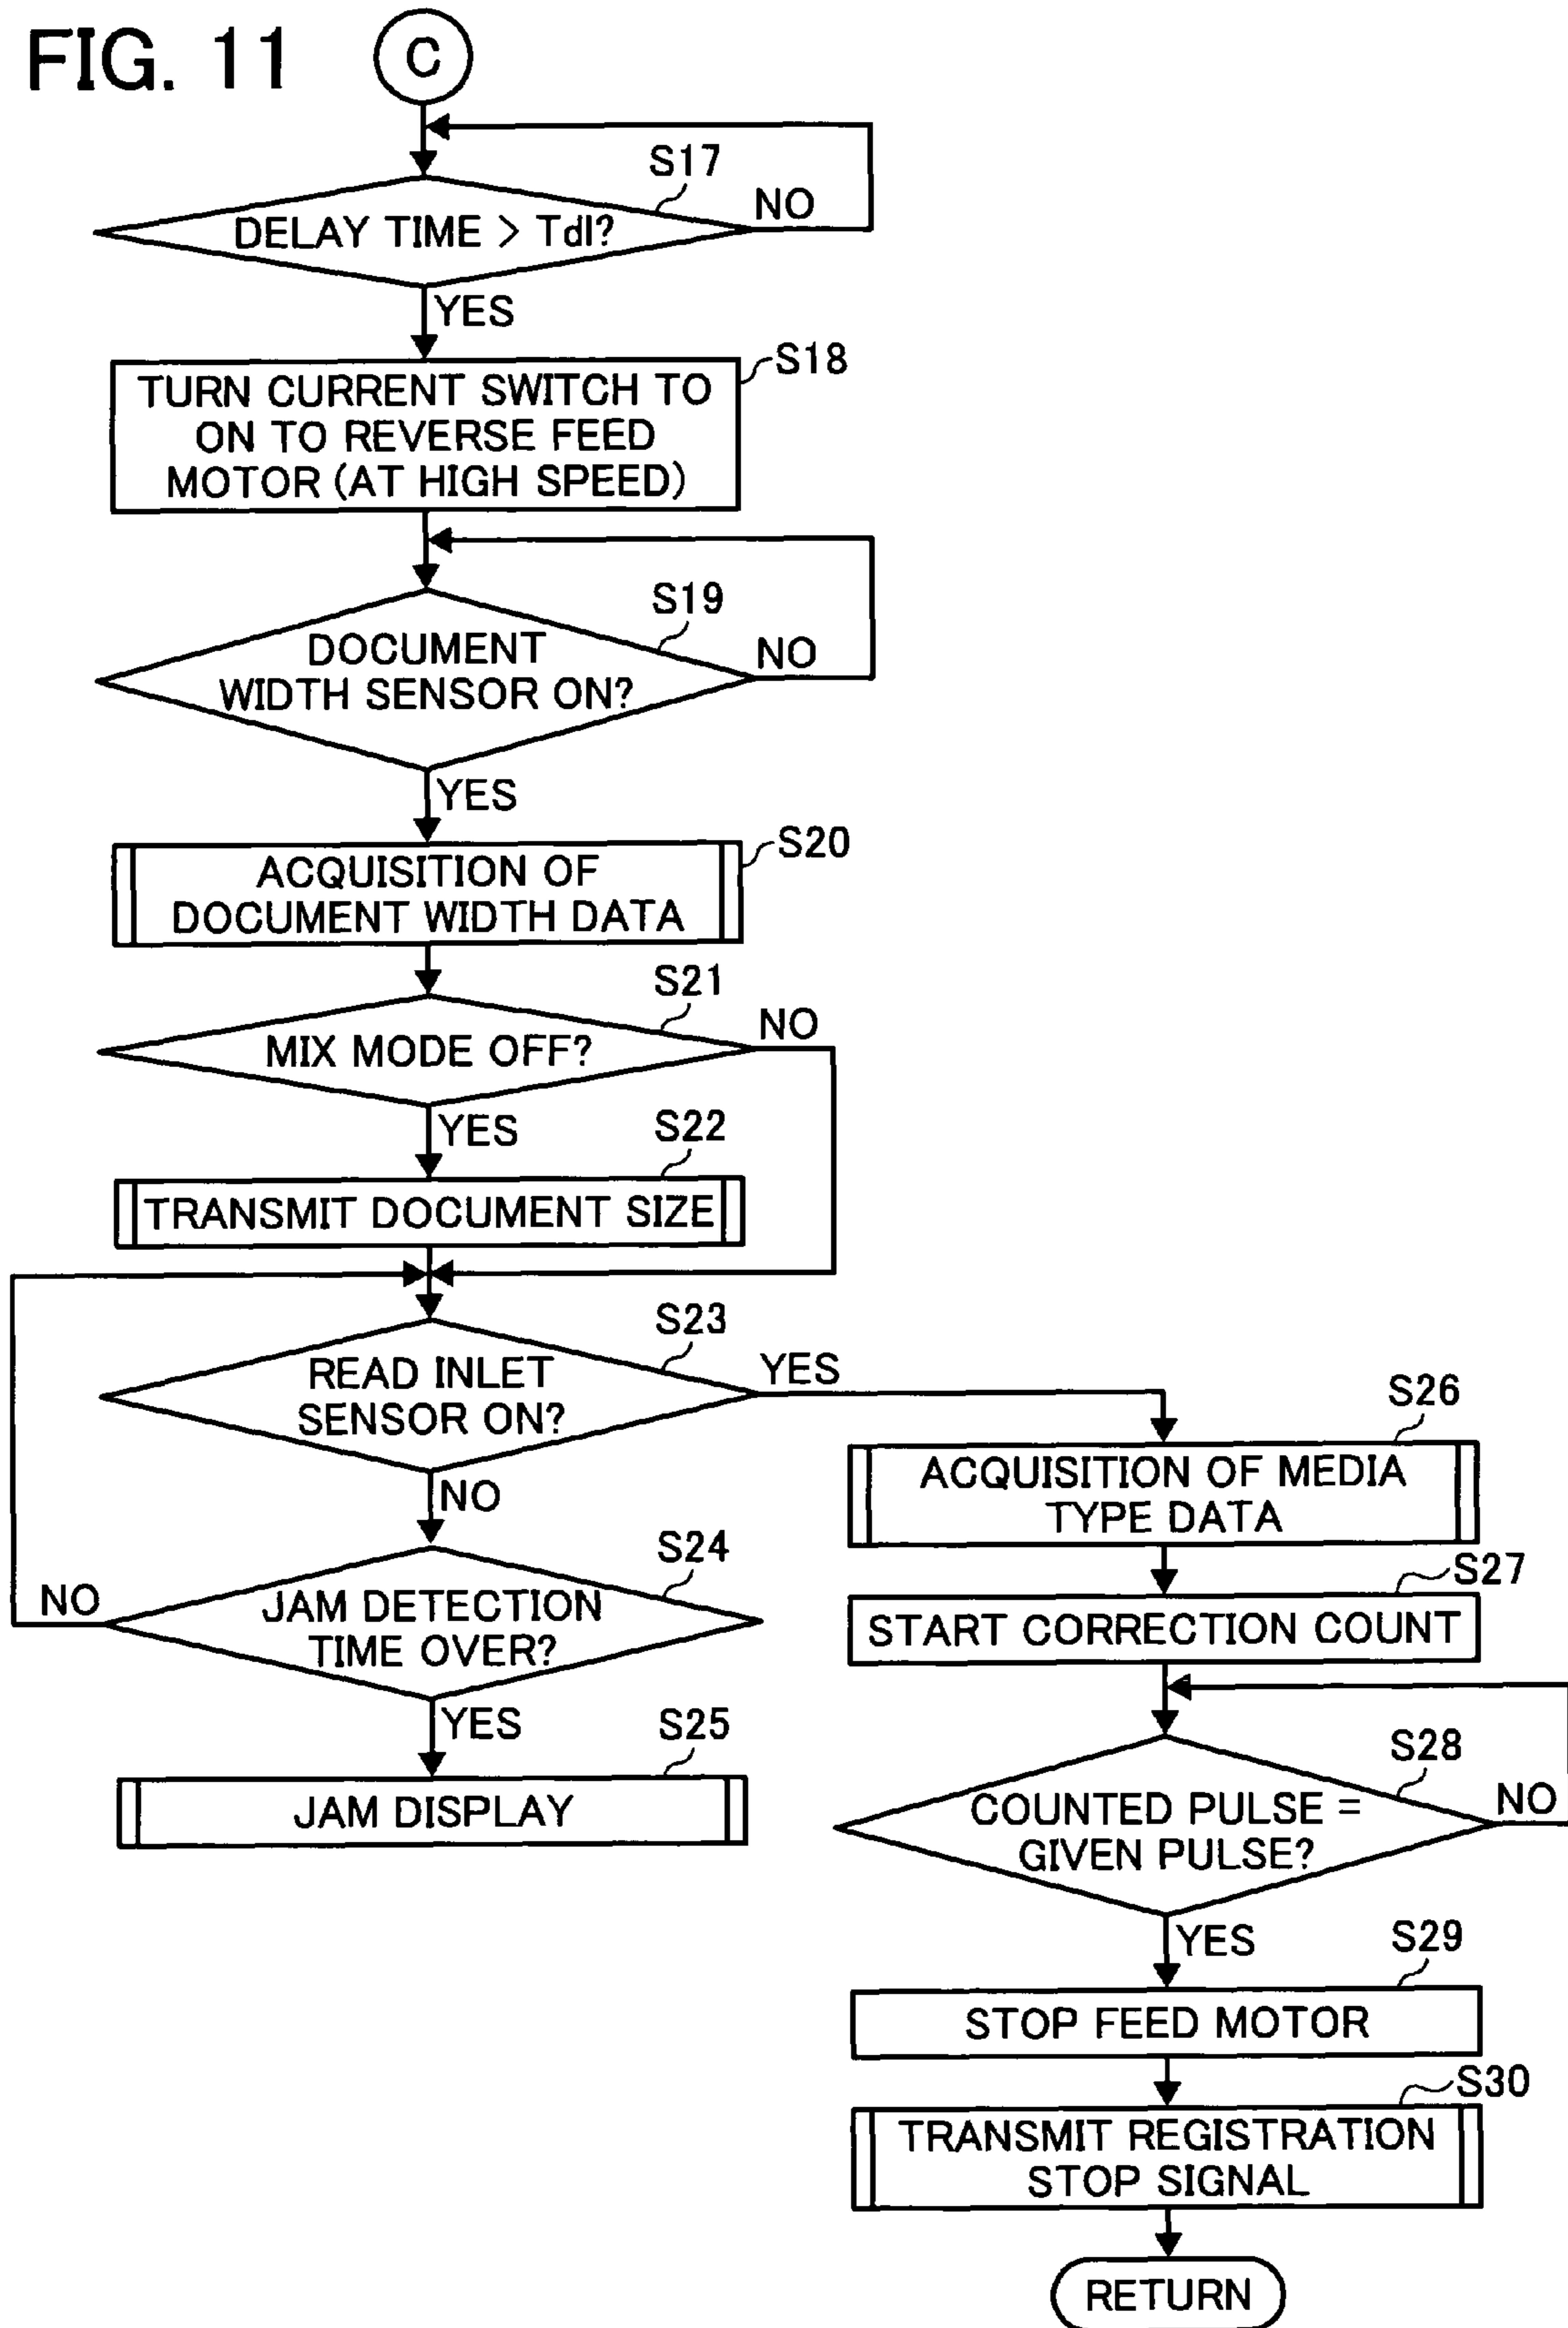 FIG. 11
C
S17
DELAY TIME > Tdl?
NO
YES
S18
TURN CURRENT SWITCH TO
ON TO REVERSE FEED
MOTOR (AT HIGH SPEED)
S19
DOCUMENT
WIDTH SENSOR ON?
NO
YES
S20
ACQUISITION OF
DOCUMENT WIDTH DATA
S21
MIX MODE OFF?
NO
YES
S22
TRANSMIT DOCUMENT SIZE
S23
READ INLET
SENSOR ON?
YES
NO
S24
JAM DETECTION
TIME OVER?
NO
YES
S25
JAM DISPLAY
S26
ACQUISITION OF MEDIA
TYPE DATA
S27
START CORRECTION COUNT
S28
COUNTED PULSE =
GIVEN PULSE?
NO
YES
S29
STOP FEED MOTOR
S30
TRANSMIT REGISTRATION
STOP SIGNAL
RETURN